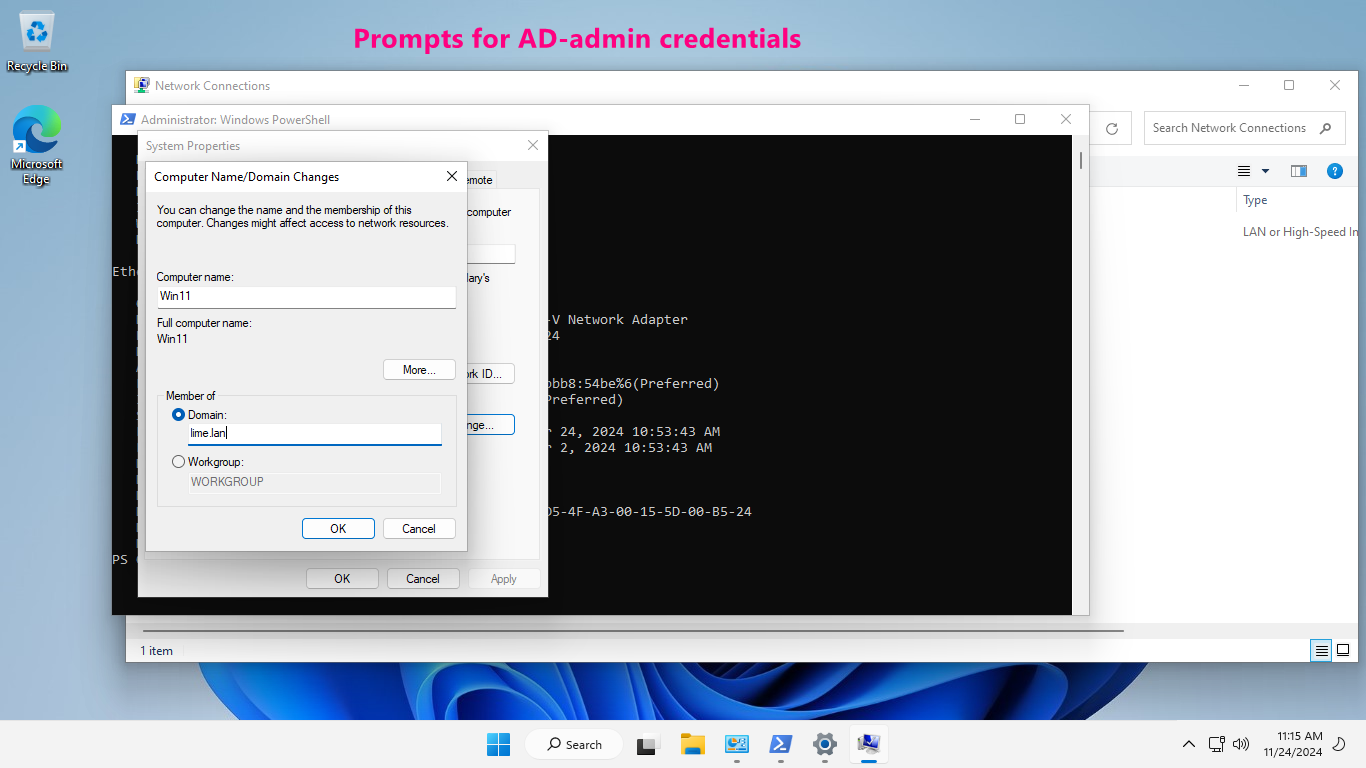 Prompts for AD-admin credentials
Recycle Bin
Microsoft
Edge
Network Connections
Search Network Connections
Type
LAN or High-Speed In
1 item
Administrator: Windows PowerShell
-V Network Adapter
24
bb8:54be%6(Preferred)
Preferred)
24, 2024 10:53:43 AM
2, 2024 10:53:43 AM
D5-4F-A3-00-15-5D-00-B5-24
PS
System Properties
emote
computer
ary's
rk ID...
nge...
OK
Cancel
Apply
Computer Name/Domain Changes
You can change the name and the membership of this
computer. Changes might affect access to network resources.
Computer name:
Win11
Full computer name:
Win11
More...
Member of
Domain:
lime.lan
Workgroup:
WORKGROUP
OK
Cancel
Search
11:15 AM
11/24/2024